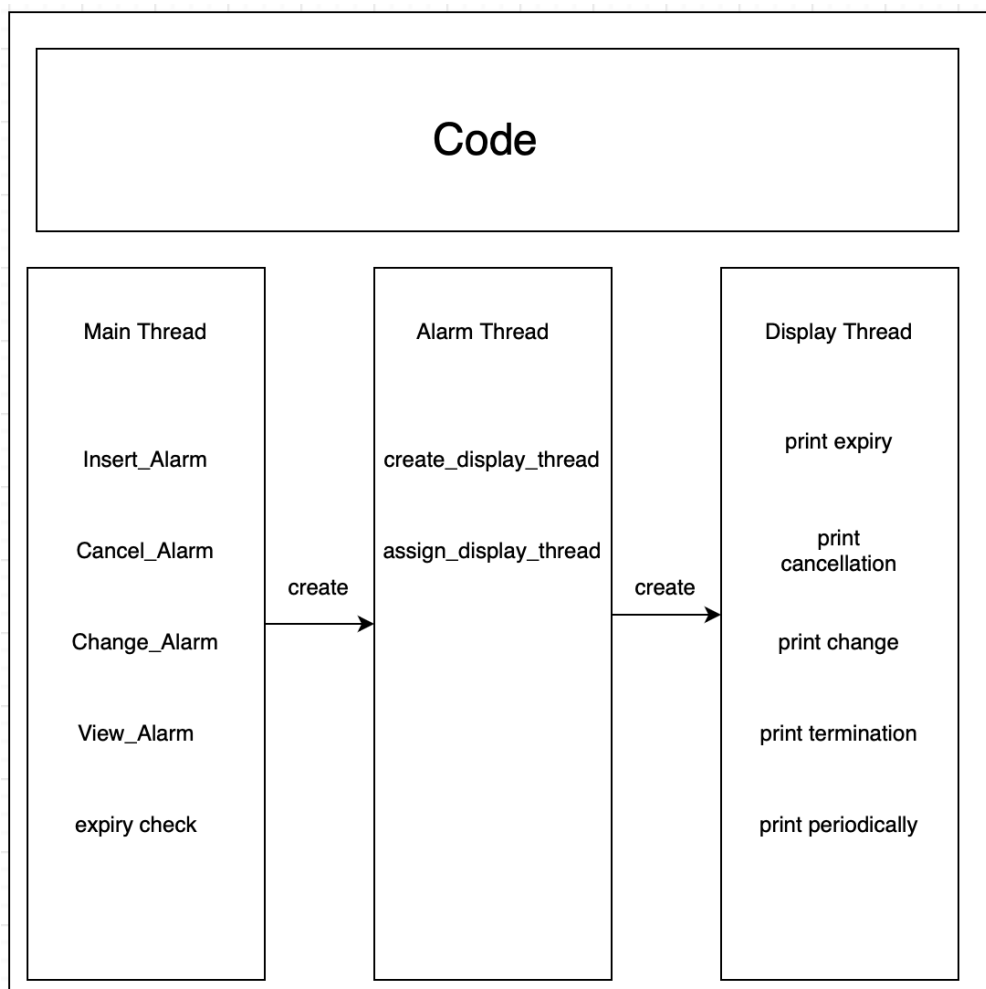 Code
Main Thread
Insert_Alarm
Cancel_Alarm
Change_Alarm
View_Alarm
expiry check
create
Alarm Thread
create_display_thread
assign_display_thread
create
Display Thread
print expiry
print
cancellation
print change
print termination
print periodically